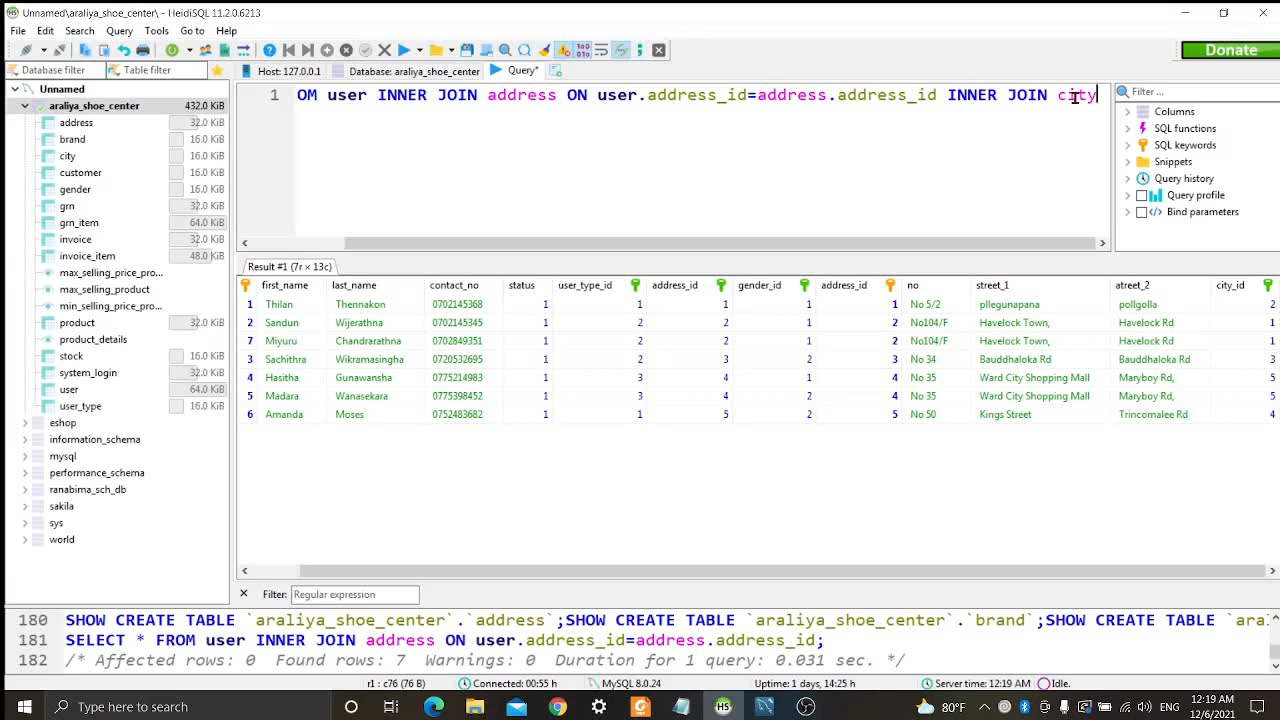 Unnamed\araliya_shoe_center\ - HeidiSQL 11.2.0.6213
File Edit Search Query Tools Go to Help
Donate
Database filter Table filter Host: 127.0.0.1 Database: araliya_shoe_center Query*
Unnamed
araliya_shoe_center 432.0 KiB
address 32.0 KiB
brand 16.0 KiB
city 16.0 KiB
customer 16.0 KiB
gender 16.0 KiB
grn 32.0 KiB
grn_item 64.0 KiB
invoice 32.0 KiB
invoice_item 48.0 KiB
max_selling_price_pro...
max_selling_product
min_selling_price_pro...
product 32.0 KiB
product_details
stock 16.0 KiB
system_login 32.0 KiB
user 64.0 KiB
user_type 16.0 KiB
eshop
information_schema
mysql
performance_schema
ranabima_sch_db
sakila
sys
world
1 OM user INNER JOIN address ON user.address_id=address.address_id INNER JOIN city
Filter ...
Columns
SQL functions
SQL keywords
Snippets
Query history
Query profile
Bind parameters
Result #1 (7r × 13c)
first_name last_name contact_no status user_type_id address_id gender_id address_id no street_1 atreet_2 city_id
1 Thilan Thennakon 0702145368 1 1 1 1 1 No 5/2 pllegunapana pollgolla 2
2 Sandun Wijerathna 0702145345 1 2 2 1 2 No104/F Havelock Town, Havelock Rd 1
7 Miyuru Chandrarathna 0702849351 1 2 2 1 2 No104/F Havelock Town, Havelock Rd 1
3 Sachithra Wikramasingha 0720532695 1 2 3 2 3 No 34 Bauddhaloka Rd Bauddhaloka Rd 3
4 Hasitha Gunawansha 0775214983 1 3 4 1 4 No 35 Ward City Shopping Mall Maryboy Rd, 5
5 Madara Wanasekara 0775398452 1 3 4 2 4 No 35 Ward City Shopping Mall Maryboy Rd, 5
6 Amanda Moses 0752483682 1 1 5 2 5 No 50 Kings Street Trincomalee Rd 4
Filter: Regular expression
180 SHOW CREATE TABLE `araliya_shoe_center`.`address`;SHOW CREATE TABLE `araliya_shoe_center`.`brand`;SHOW CREATE TABLE `aral
181 SELECT * FROM user INNER JOIN address ON user.address_id=address.address_id;
182 /* Affected rows: 0 Found rows: 7 Warnings: 0 Duration for 1 query: 0.031 sec. */
r1 : c76 (76 B) Connected: 00:55 h MySQL 8.0.24 Uptime: 1 days, 14:25 h Server time: 12:19 AM Idle.
Type here to search
80°F ENG
12:19 AM
12/6/2021